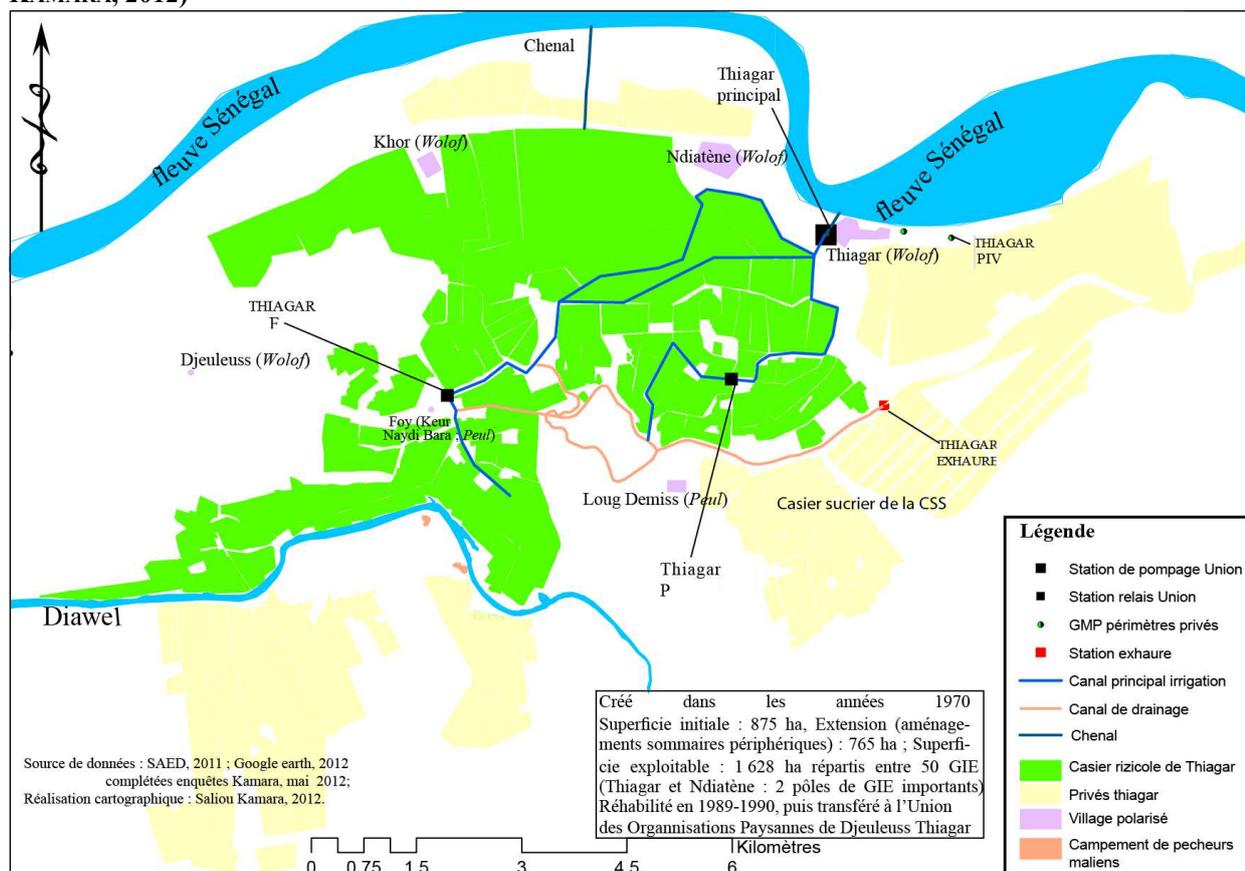 KAMARA, 2012)
Chenal
Thiagar
principal
fleuve Sénégal
Khor (Wolof)
Ndiatène (Wolof)
fleuve Sénégal
Thiagar (Wolof)
THIAGAR
PIV
THIAGAR
F
Djeuleuss (Wolof)
Foy (Keur
Naydi Bara ; Peul)
THIAGAR
EXHAURE
Loug Demiss (Peul)
Casier sucrier de la CSS
Thiagar
P
Diawel
Légende
Station de pompage Union
Station relais Union
GMP périmètres privés
Station exhaure
Canal principal irrigation
Canal de drainage
Chenal
Casier rizicole de Thiagar
Privés thiagar
Village polarisé
Campement de pecheurs
maliens
Créé dans les années 1970
Superficie initiale : 875 ha, Extension (aménage-
ments sommaires périphériques) : 765 ha ; Superfi-
cie exploitable : 1 628 ha répartis entre 50 GIE
(Thiagar et Ndiatène : 2 pôles de GIE importants)
Réhabilité en 1989-1990, puis transféré à l'Union
des Organnisations Paysannes de Djeuleuss Thiagar
Source de données : SAED, 2011 ; Google earth, 2012
complétées enquêtes Kamara, mai 2012;
Réalisation cartographique : Saliou Kamara, 2012.
Kilomètres
0 0.75 1.5 3 4.5 6